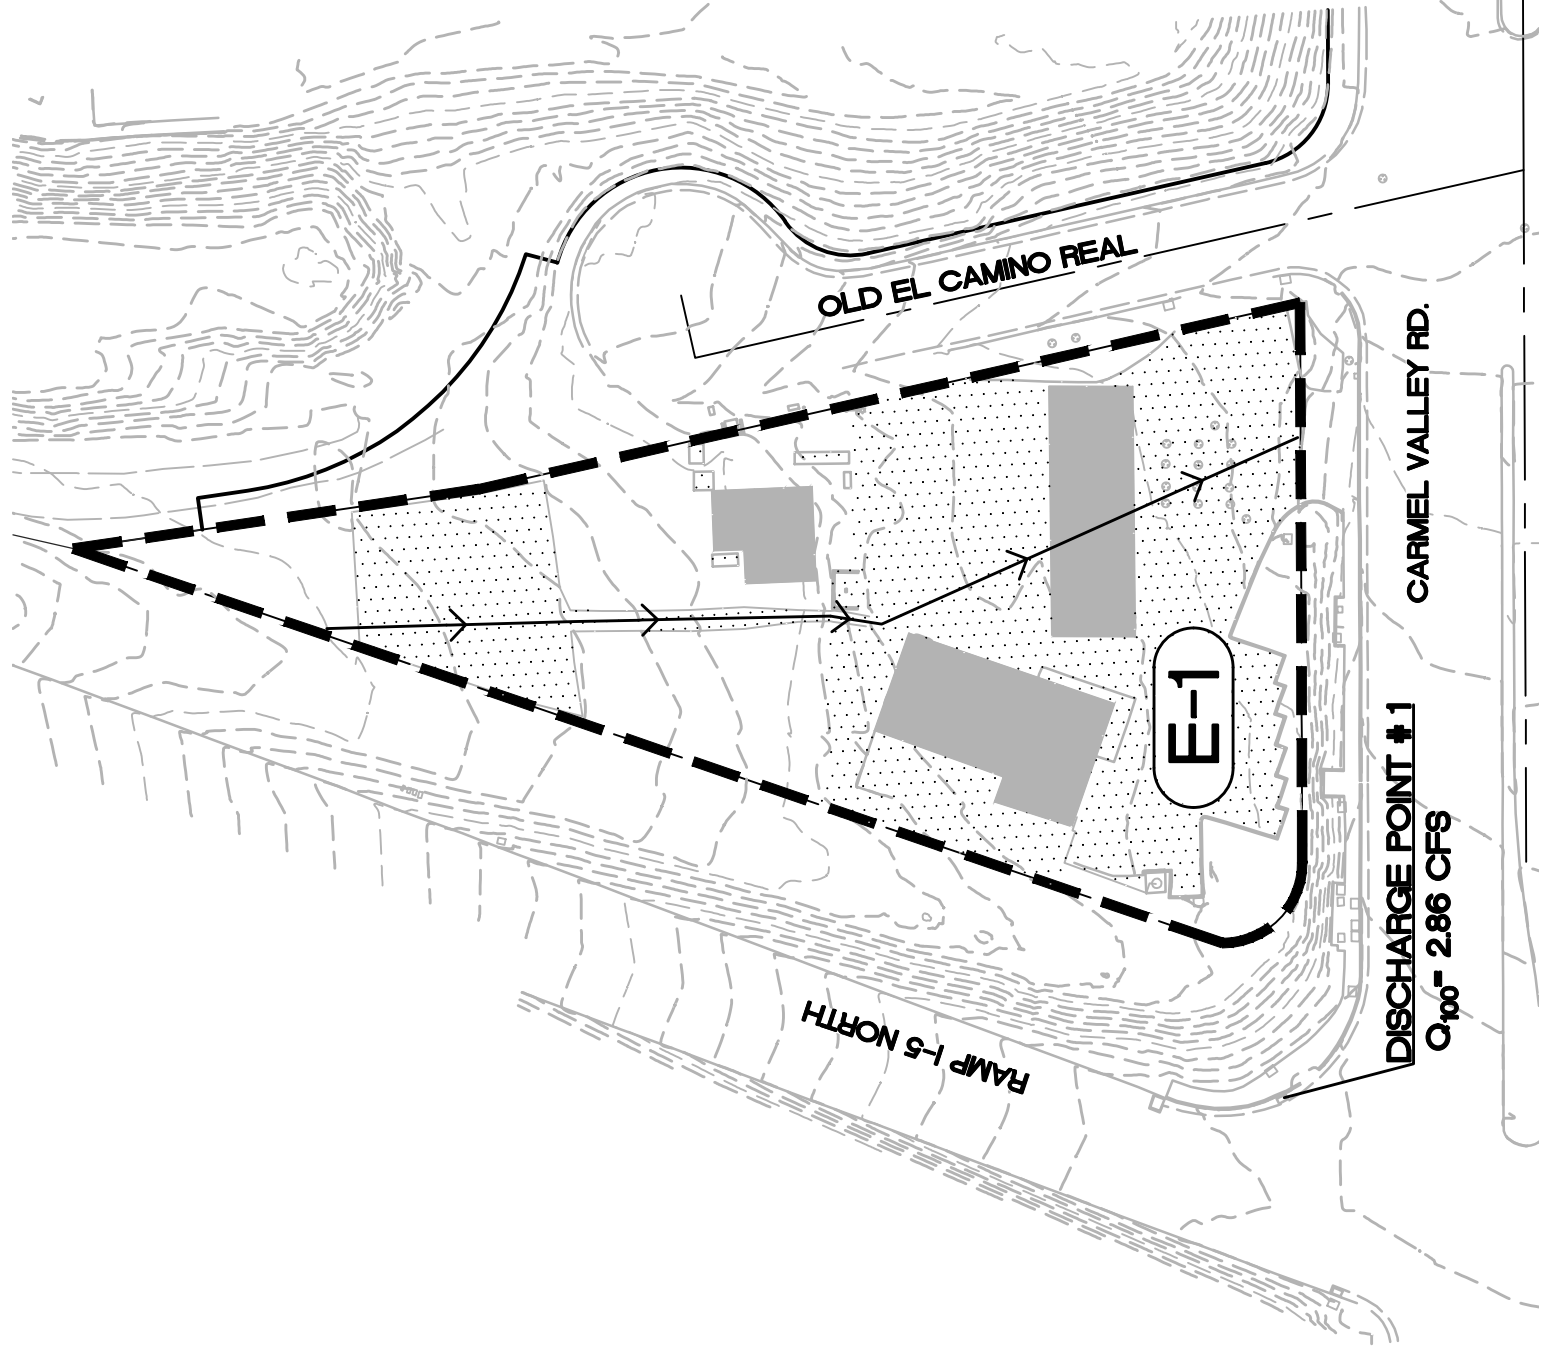 OLD EL CAMINO REAL
CARMEL VALLEY RD.
E-1
DISCHARGE POINT #1
Q100= 2.86 CFS
RAMP I-5 NORTH